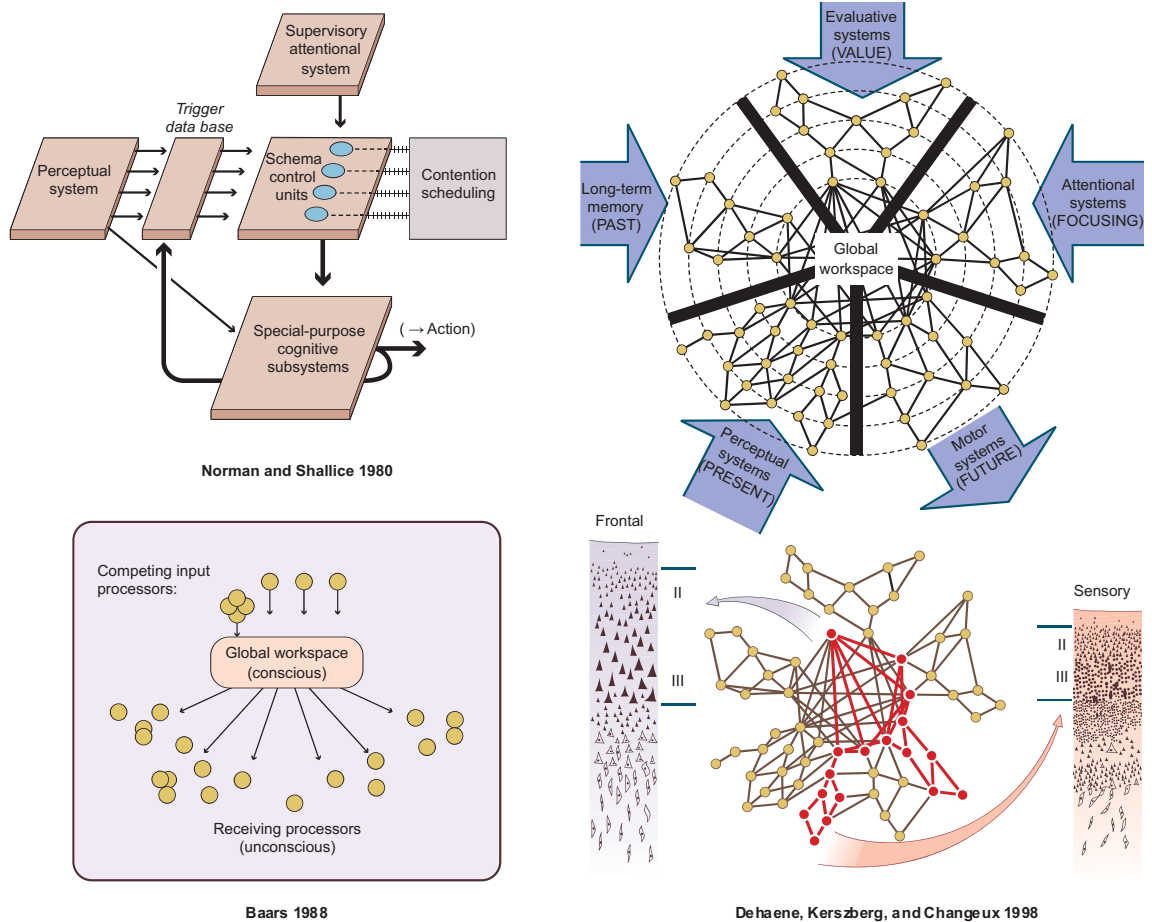 Supervisory
attentional
system
Trigger
data base
Perceptual
system
Schema
control
units
Contention
scheduling
Special-purpose
cognitive
subsystems
( → Action)
Norman and Shallice 1980
Evaluative
systems
(VALUE)
Long-term
memory
(PAST)
Attentional
systems
(FOCUSING)
Global
workspace
Perceptual
systems
(PRESENT)
Motor
systems
(FUTURE)
Competing input
processors:
Global workspace
(conscious)
Receiving processors
(unconscious)
Baars 1988
Frontal
II
III
Sensory
II
III
Dehaene, Kerszberg, and Changeux 1998